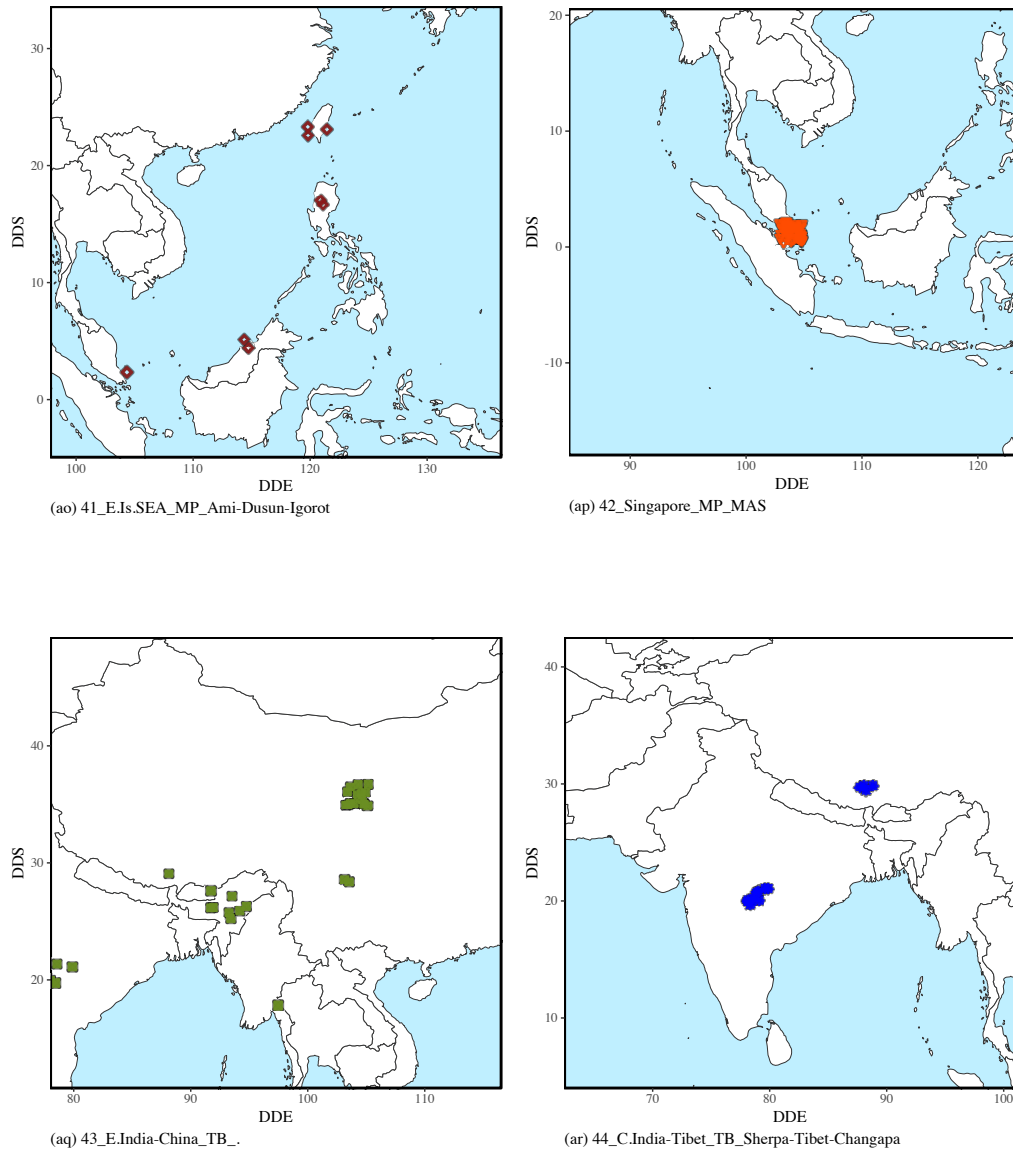 30
20
10
0
DDS
100
110
120
130
DDE
(ao) 41_E.Is.SEA_MP_Ami-Dusun-Igorot
20
10
0
-10
DDS
90
100
110
120
DDE
(ap) 42_Singapore_MP_MAS
40
30
20
DDS
80
90
100
110
DDE
(aq) 43_E.India-China_TB_.
40
30
20
10
DDS
70
80
90
100
DDE
(ar) 44_C.India-Tibet_TB_Sherpa-Tibet-Changapa